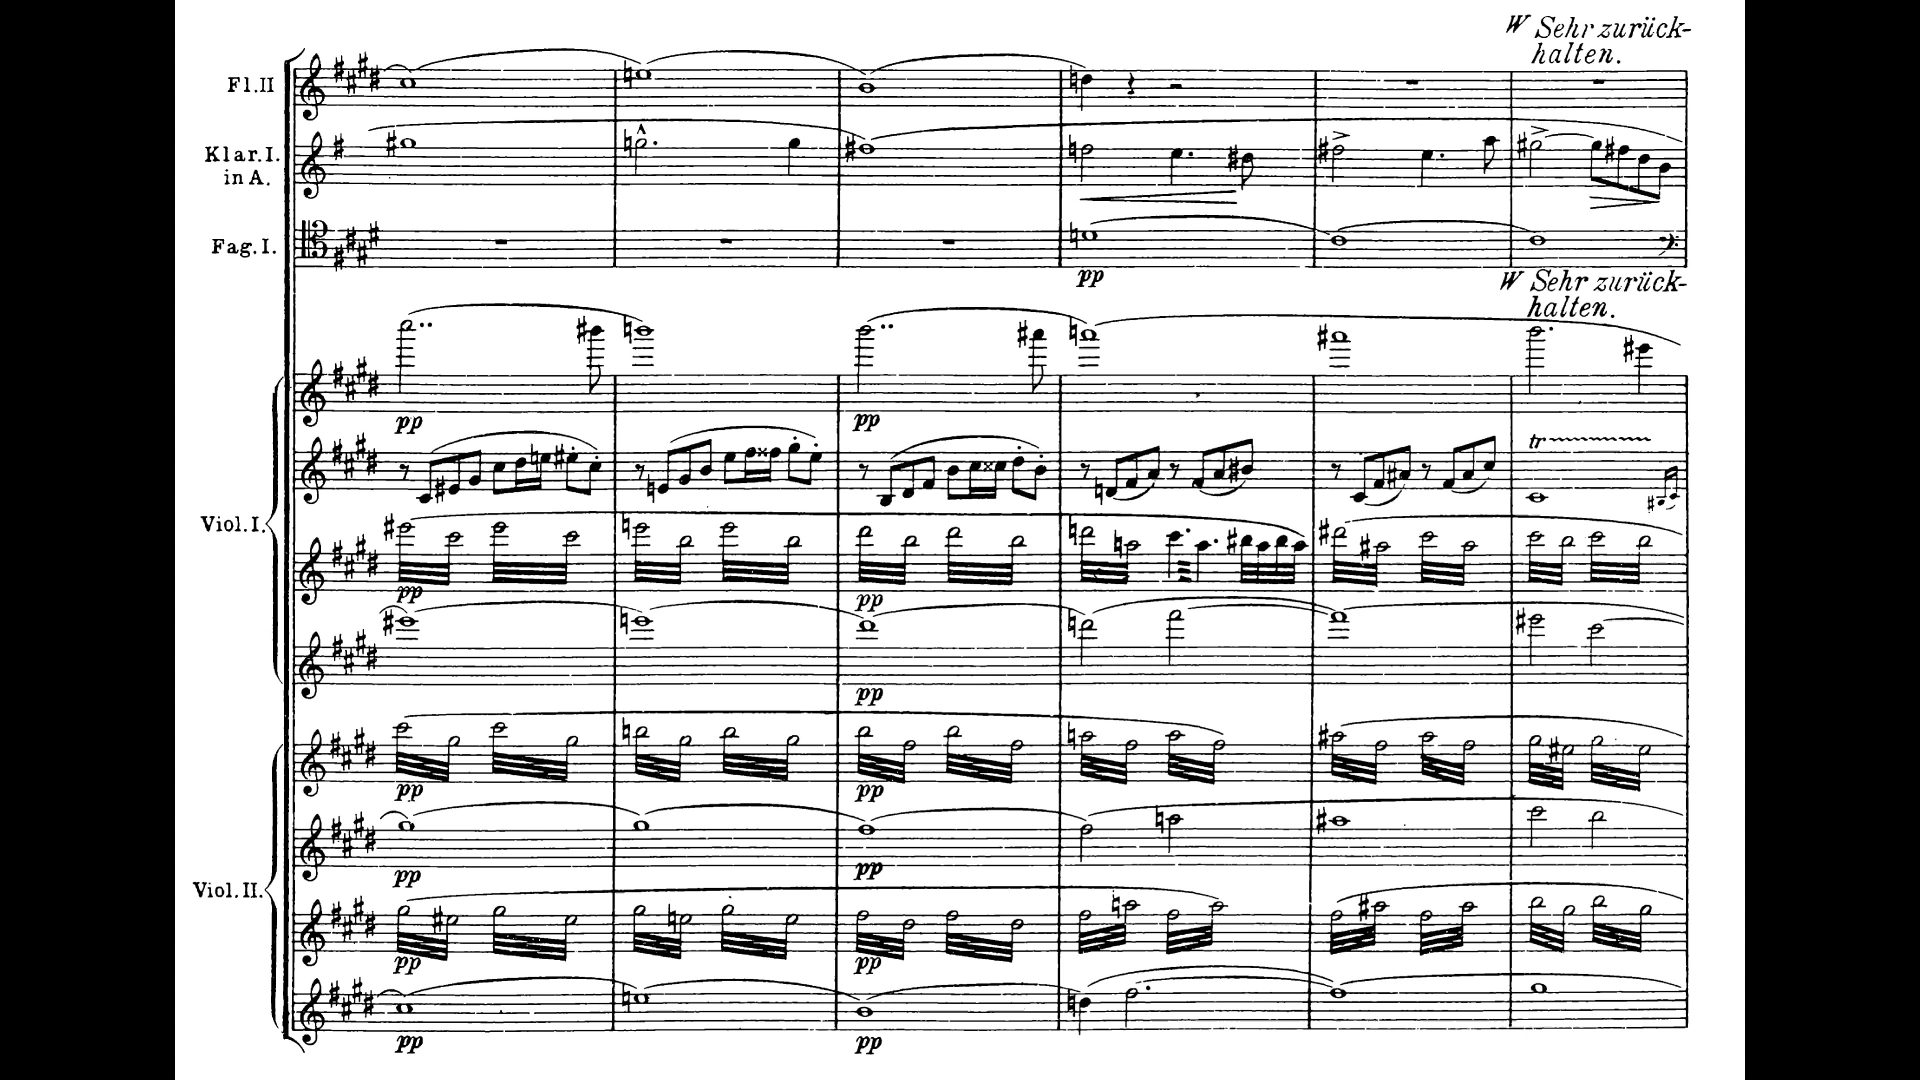 W Sehr zurück-
halten.
Fl.II
Klar.I.
in A.
Fag.I.
pp
W Sehr zurück-
halten.
pp pp
tr
Viol.I.
pp pp
pp
pp pp
pp pp
Viol.II.
pp pp
pp pp